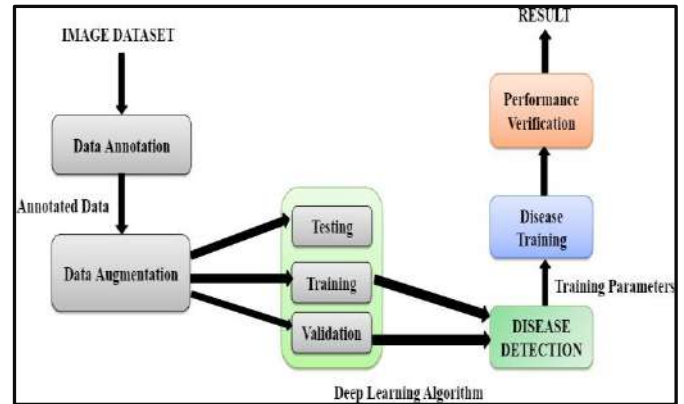 IMAGE DATASET
Data Annotation
Annotated Data
Data Augmentation
Testing
Training
Validation
Deep Learning Algorithm
RESULT
Performance
Verification
Disease
Training
Training Parameters
DISEASE
DETECTION